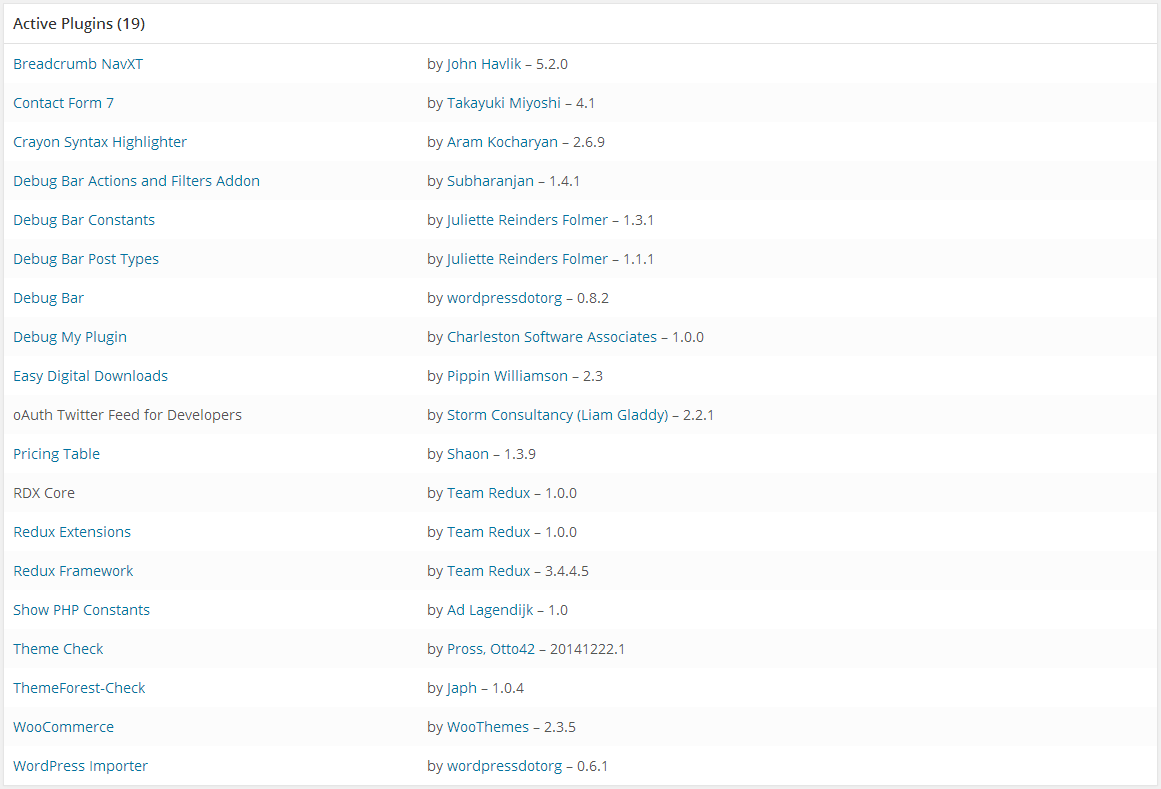 Active Plugins (19)
Breadcrumb NavXT by John Havlik – 5.2.0
Contact Form 7 by Takayuki Miyoshi – 4.1
Crayon Syntax Highlighter by Aram Kocharyan – 2.6.9
Debug Bar Actions and Filters Addon by Subharanjan – 1.4.1
Debug Bar Constants by Juliette Reinders Folmer – 1.3.1
Debug Bar Post Types by Juliette Reinders Folmer – 1.1.1
Debug Bar by wordpressdotorg – 0.8.2
Debug My Plugin by Charleston Software Associates – 1.0.0
Easy Digital Downloads by Pippin Williamson – 2.3
oAuth Twitter Feed for Developers by Storm Consultancy (Liam Gladdy) – 2.2.1
Pricing Table by Shaon – 1.3.9
RDX Core by Team Redux – 1.0.0
Redux Extensions by Team Redux – 1.0.0
Redux Framework by Team Redux – 3.4.4.5
Show PHP Constants by Ad Lagendijk – 1.0
Theme Check by Pross, Otto42 – 20141222.1
ThemeForest-Check by Japh – 1.0.4
WooCommerce by WooThemes – 2.3.5
WordPress Importer by wordpressdotorg – 0.6.1